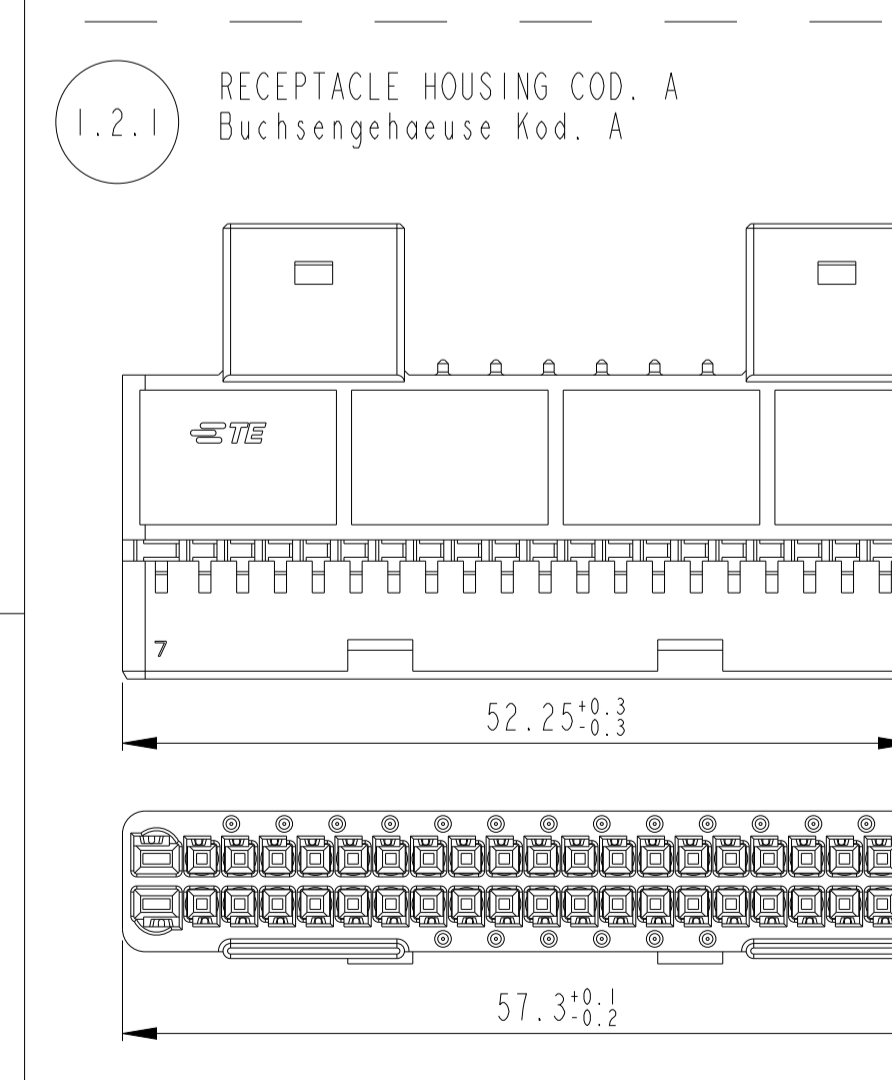 1.2.1
RECEPTACLE HOUSING COD. A
Buchsengehaeuse Kod. A
TE
7
52.25 +0.3
-0.3
57.3 +0.1
-0.2